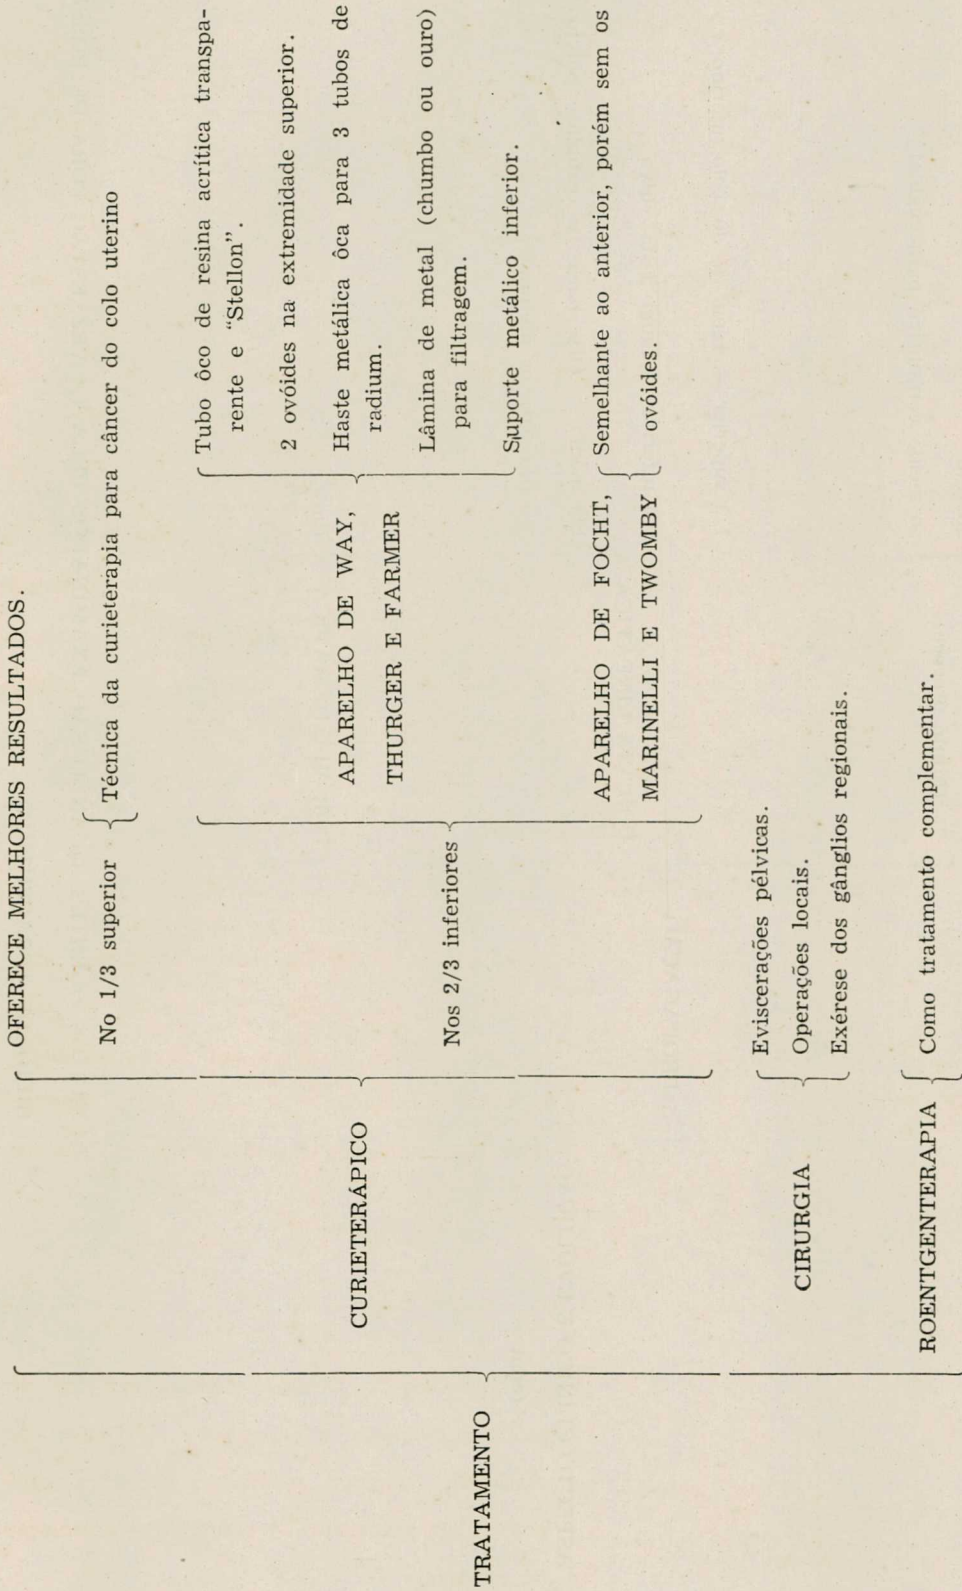 TRATAMENTO
CURIETERÁPICO
OFERECE MELHORES RESULTADOS.
No 1/3 superior
Técnica da curieterapia para câncer do colo uterino
Nos 2/3 inferiores
APARELHO DE WAY,
THURGER E FARMER
Tubo ôco de resina acrítica transpa-
rente e “Stellon”.
2 ovóides na extremidade superior.
Haste metálica ôca para 3 tubos de
radium.
Lâmina de metal (chumbo ou ouro)
para filtragem.
Suporte metálico inferior.
APARELHO DE FOCHT,
MARINELLI E TWOMBY
Semelhante ao anterior, porém sem os
ovóides.
CIRURGIA
Eviscerações pélvicas.
Operações locais.
Exérese dos gânglios regionais.
ROENTGENTERAPIA
Como tratamento complementar.